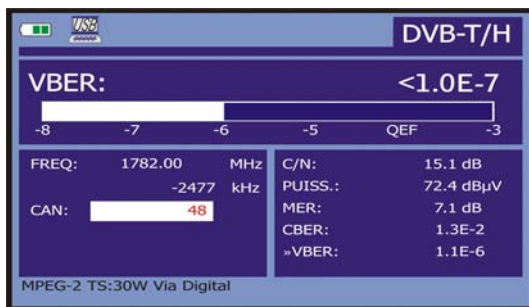 USB
DVB-T/H
VBER: <1.0E-7
-8 -7 -6 -5 QEF -3
FREQ: 1782.00 MHz
-2477 kHz
CAN: 48
C/N: 15.1 dB
PUISS.: 72.4 dBµV
MER: 7.1 dB
CBER: 1.3E-2
»VBER: 1.1E-6
MPEG-2 TS:30W Via Digital